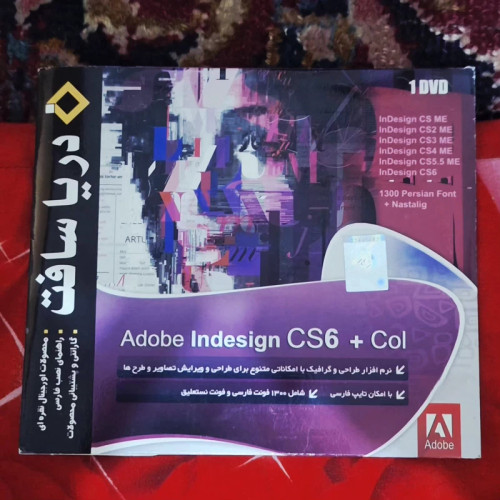 1 DVD
InDesign CS ME
InDesign CS2 ME
InDesign CS3 ME
InDesign CS4 ME
InDesign CS5.5 ME
InDesign CS6
1300 Persian Font
+ Nastalig
دریا سافت
محصولات اورجینال نقره ای
راهنمای نصب فارسی
گارانتی و پشتیبانی محصولات
Adobe Indesign CS6 + Col
نرم افزار طراحی و گرافیک با امکاناتی متنوع برای طراحی و ویرایش تصاویر و طرح ها
با امکان تایپ فارسی
شامل ۱۳۰۰ فونت فارسی و فونت نستعلیق
Adobe